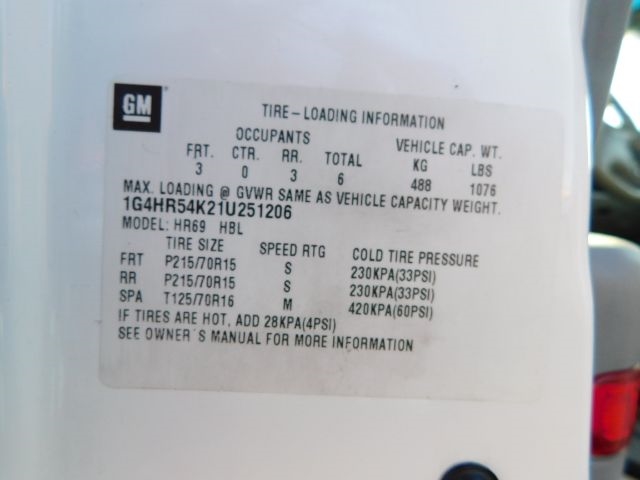 GM
TIRE-LOADING INFORMATION
OCCUPANTS VEHICLE CAP. WT.
FRT. CTR. RR. TOTAL KG LBS
3 0 3 6 488 1076
MAX. LOADING @ GVWR SAME AS VEHICLE CAPACITY WEIGHT.
1G4HR54K21U251206
MODEL: HR69 HBL
TIRE SIZE SPEED RTG COLD TIRE PRESSURE
FRT P215/70R15 S 230KPA(33PSI)
RR P215/70R15 S 230KPA(33PSI)
SPA T125/70R16 M 420KPA(60PSI)
IF TIRES ARE HOT, ADD 28KPA(4PSI)
SEE OWNER'S MANUAL FOR MORE INFORMATION